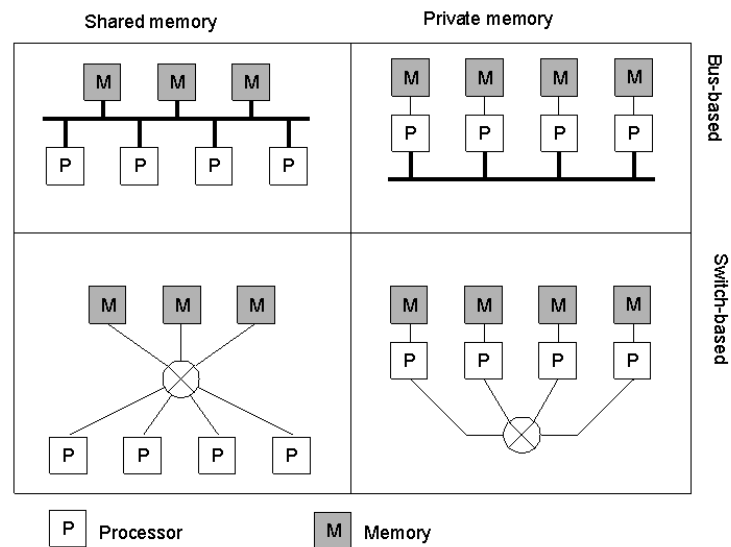 Shared memory Private memory
M M M
P P P P
M M M M
P P P P
Bus-based
M M M
P P P P
M M M M
P P P P
Switch-based
P Processor M Memory